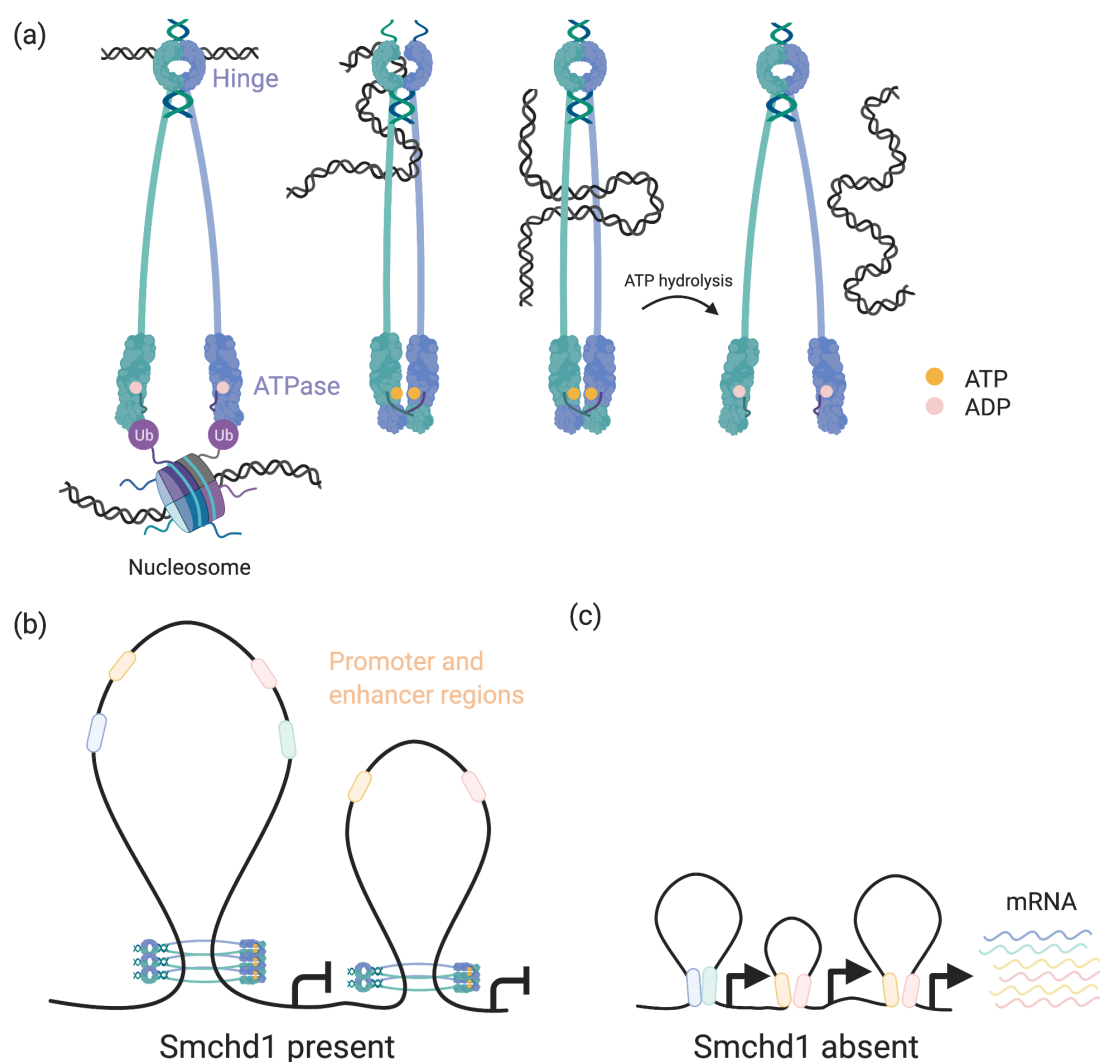 (a)
Hinge
ATP hydrolysis
ATPase
ATP
ADP
Ub
Ub
Nucleosome
(b)
(c)
Promoter and
enhancer regions
mRNA
Smchd1 present
Smchd1 absent